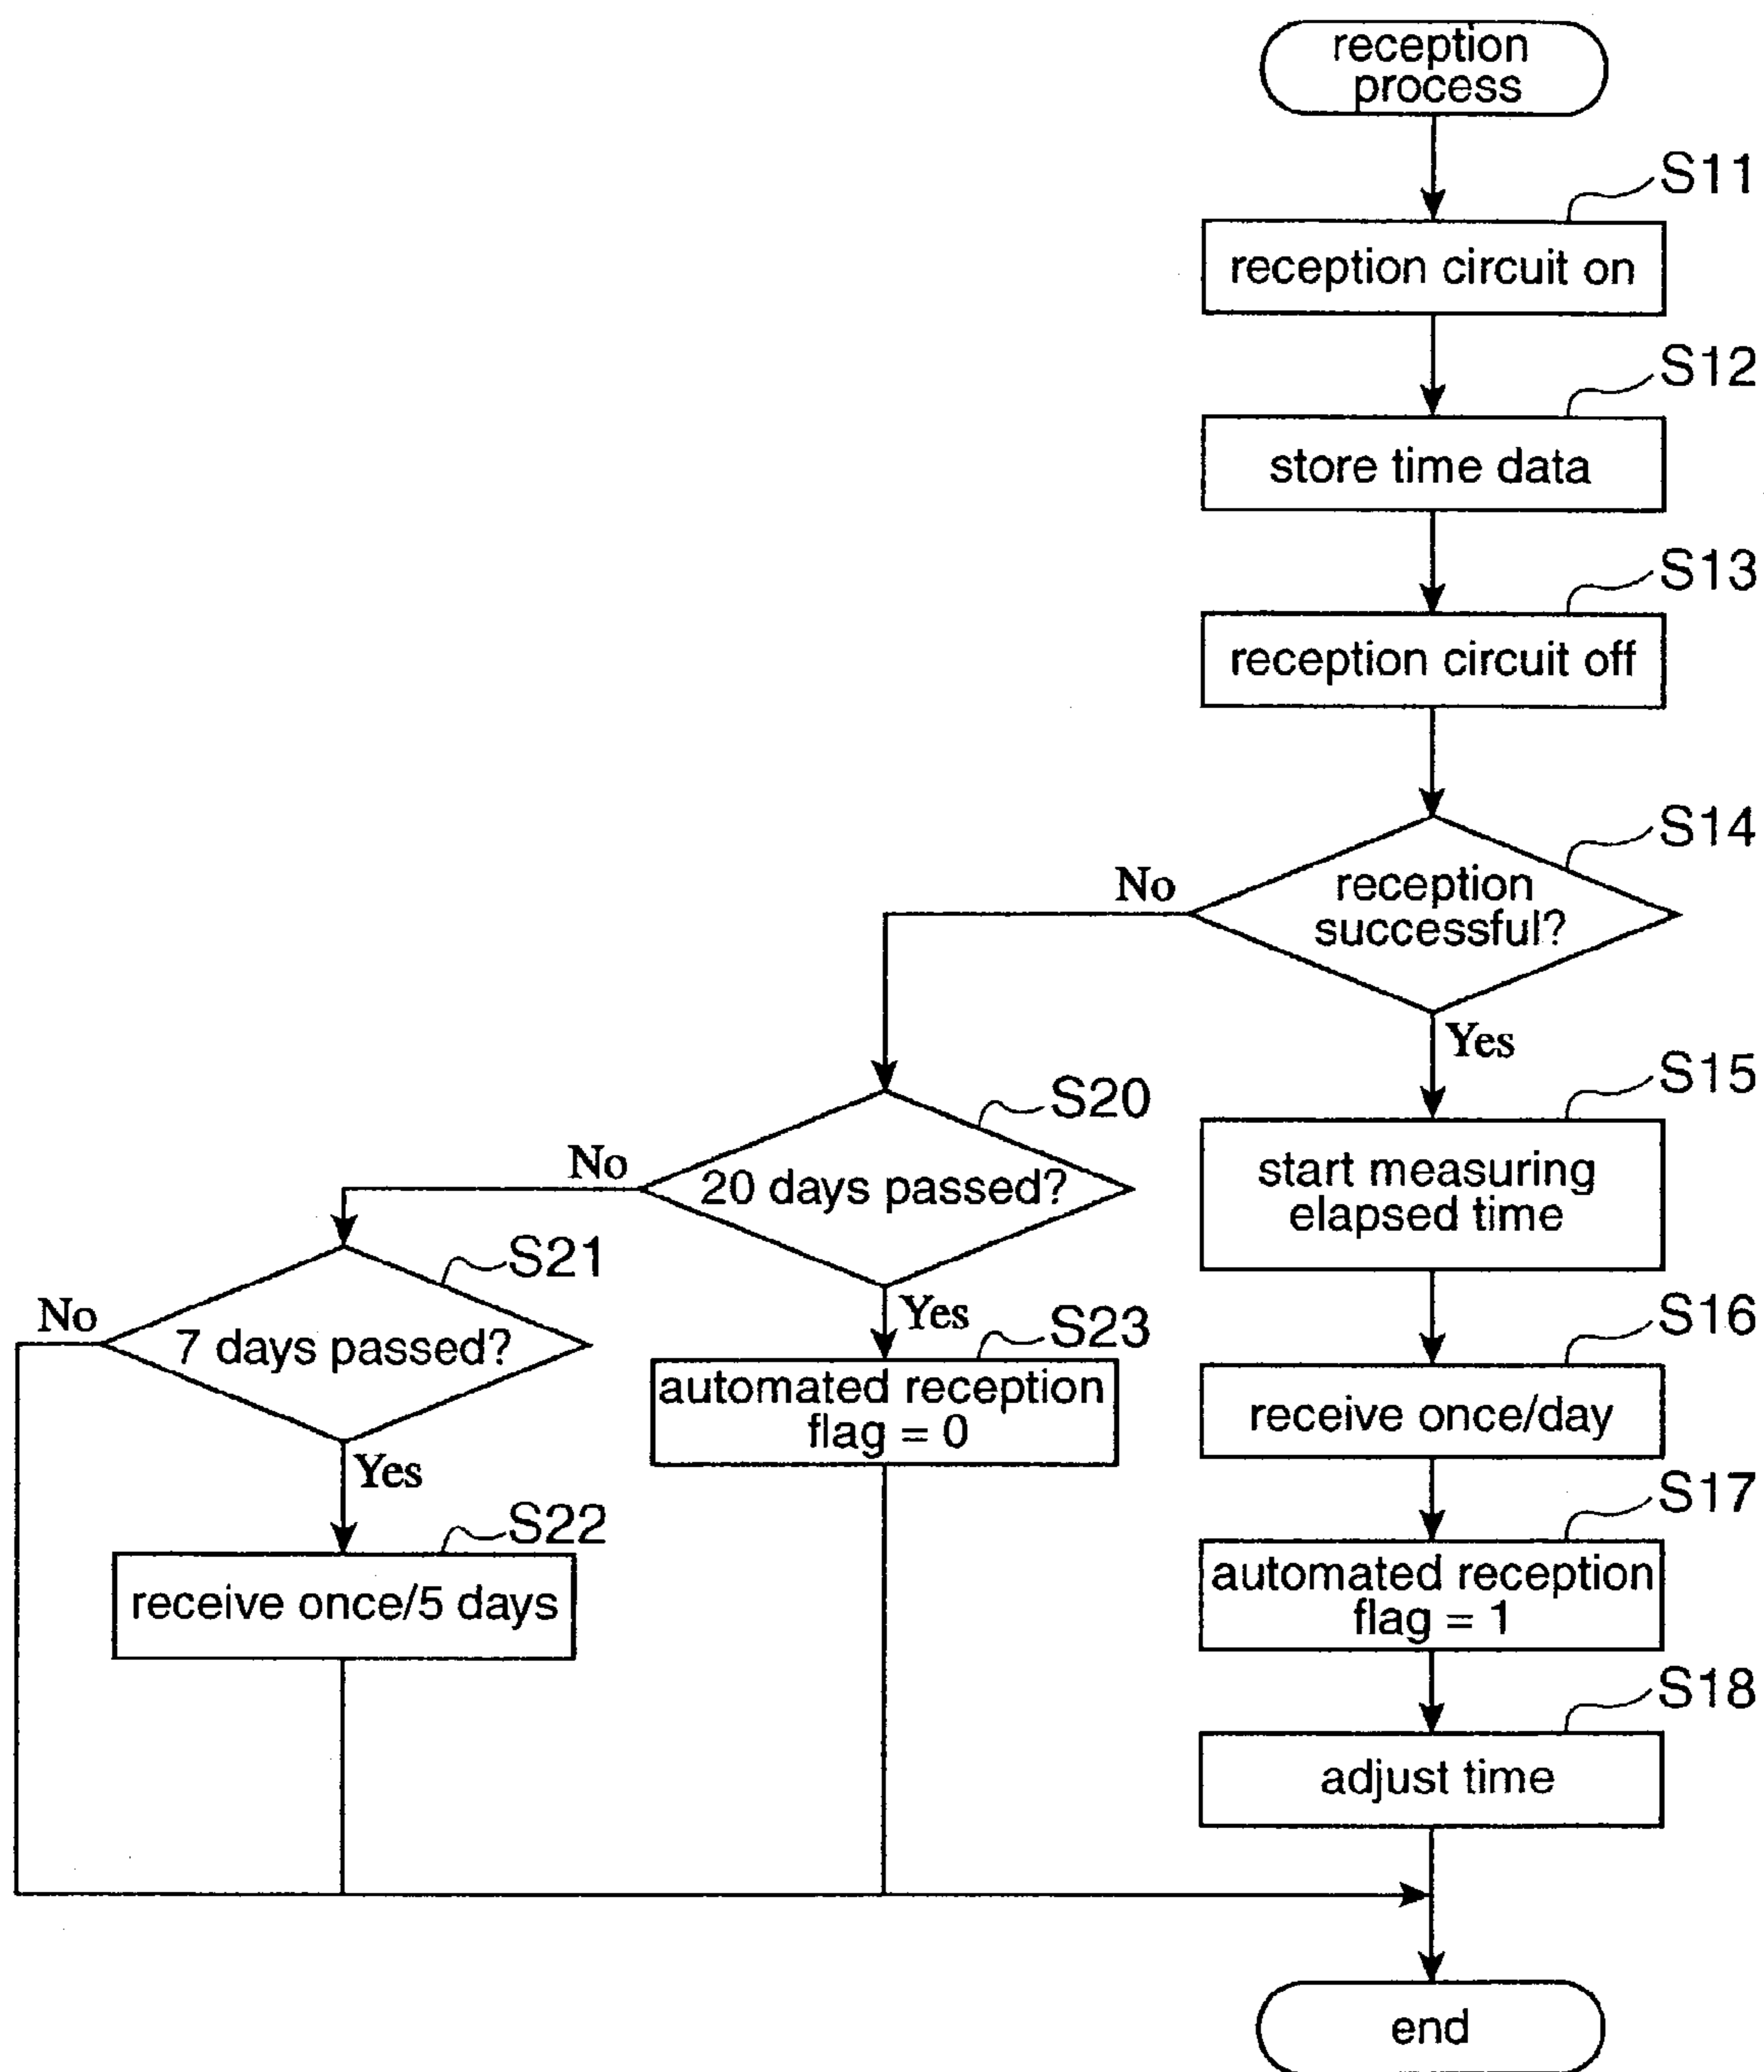 reception
process
S11
reception circuit on
S12
store time data
S13
reception circuit off
S14
reception
successful?
No
Yes
S15
start measuring
elapsed time
S16
receive once/day
S17
automated reception
flag = 1
S18
adjust time
S20
20 days passed?
No
Yes
S23
automated reception
flag = 0
S21
7 days passed?
No
Yes
S22
receive once/5 days
end